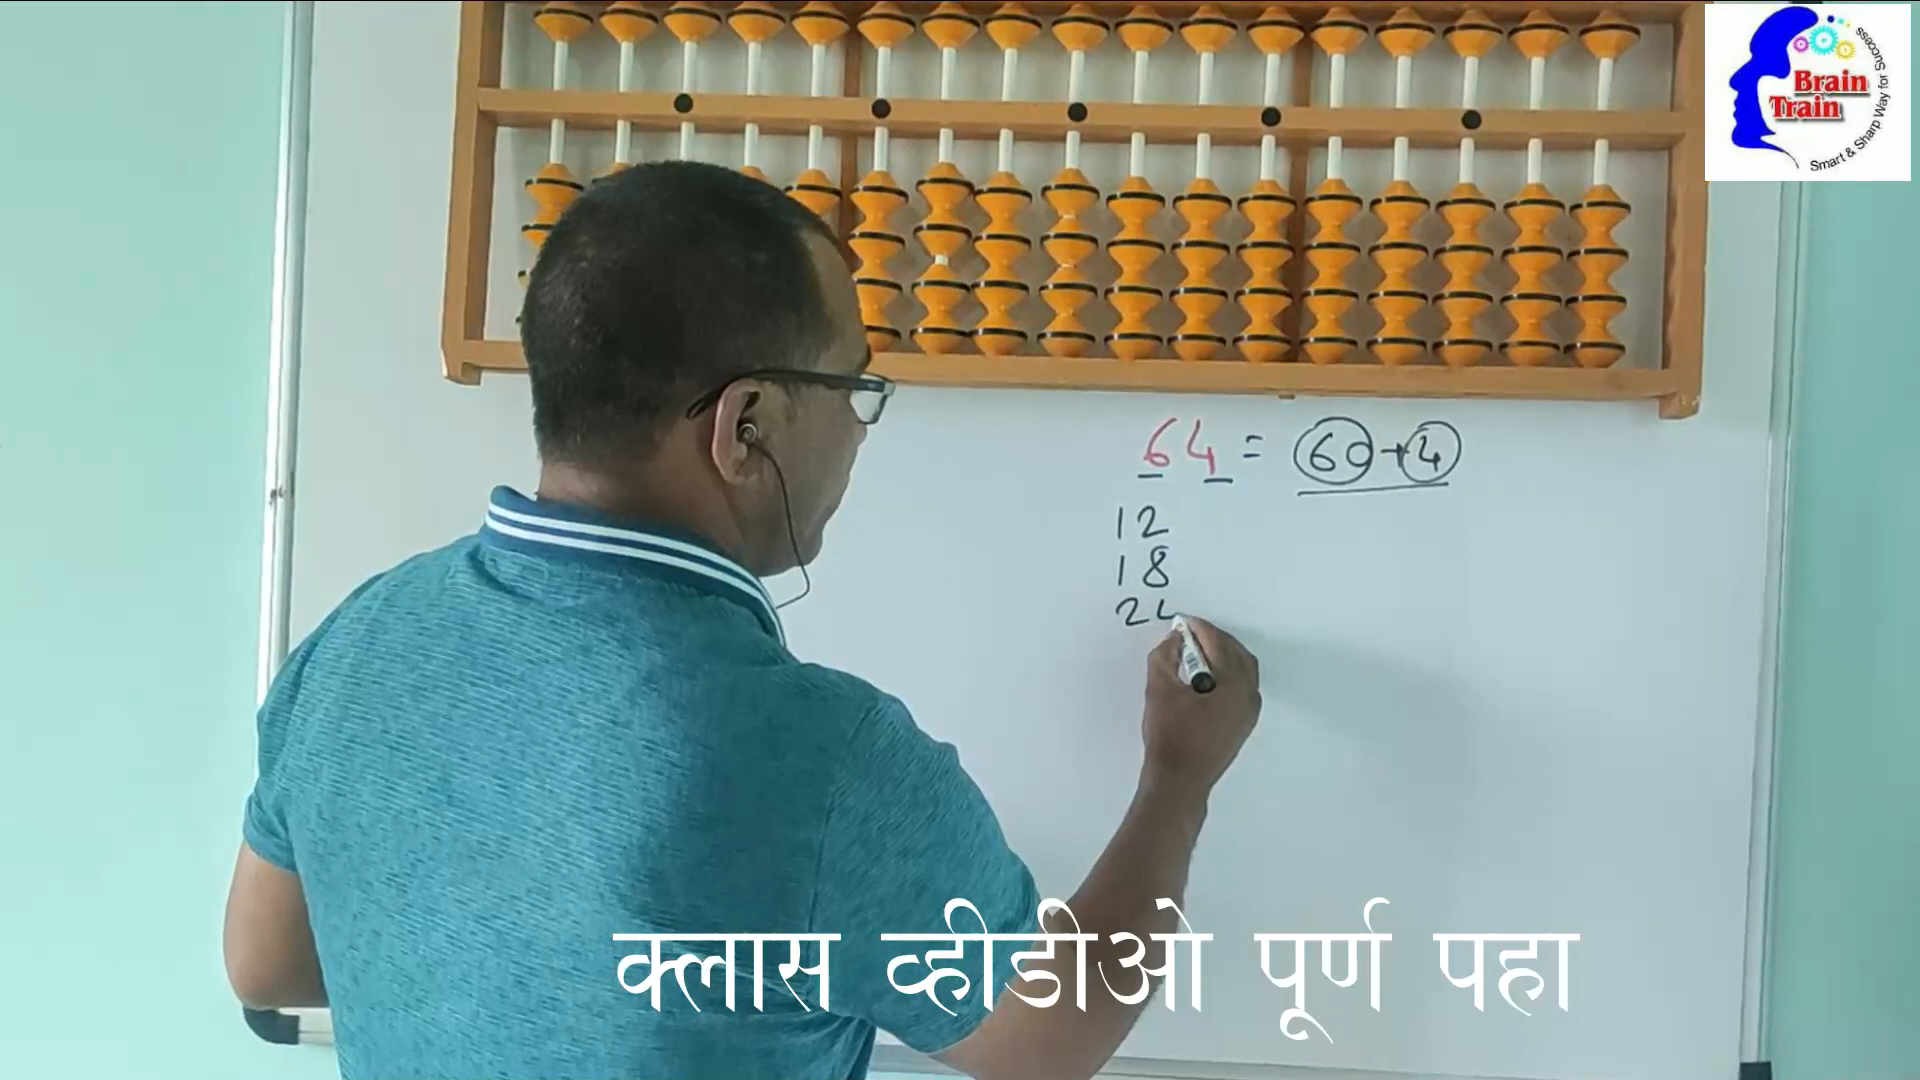 Brain
Train
Smart & Sharp Way for Success
64 = 60+4
12
18
24
क्लास व्हीडीओ पूर्ण पहा